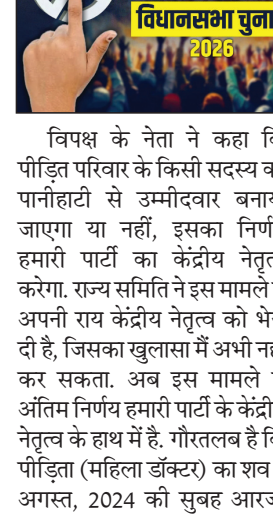 विधानसभा चुना
2026
विपक्ष के नेता ने कहा कि
पीड़ित परिवार के किसी सदस्य क
पानीहाटी से उम्मीदवार बनाय
जाएगा या नहीं, इसका निर्ण
हमारी पार्टी का केंद्रीय नेतृत
करेगा. राज्य समिति ने इस मामले
अपनी राय केंद्रीय नेतृत्व को भे
दी है, जिसका खुलासा मैं अभी नह
कर सकता. अब इस मामले
अंतिम निर्णय हमारी पार्टी के केंद्री
नेतृत्व के हाथ में है. गौरतलब है कि
पीड़िता (महिला डॉक्टर) का शव
अगस्त, 2024 की सुबह आरज